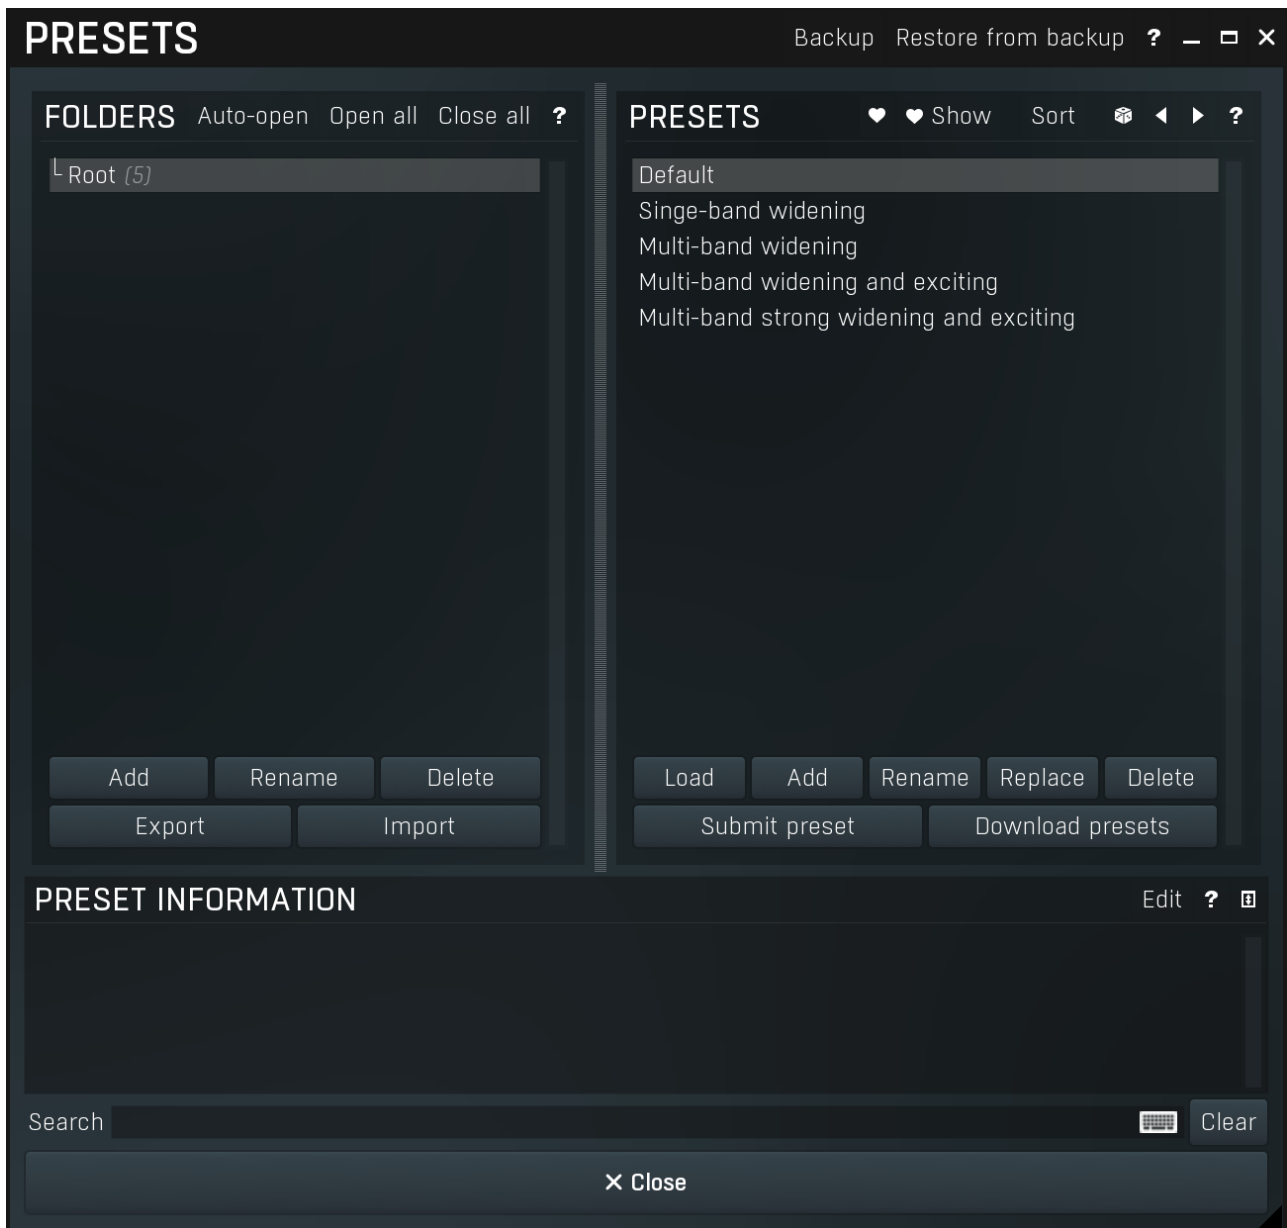 PRESETS Backup Restore from backup ?
FOLDERS Auto-open Open all Close all ?
Root (5)
Add Rename Delete
Export Import
PRESETS Show Sort ?
Default
Singe-band widening
Multi-band widening
Multi-band widening and exciting
Multi-band strong widening and exciting
Load Add Rename Replace Delete
Submit preset Download presets
PRESET INFORMATION Edit ?
Search Clear
Close